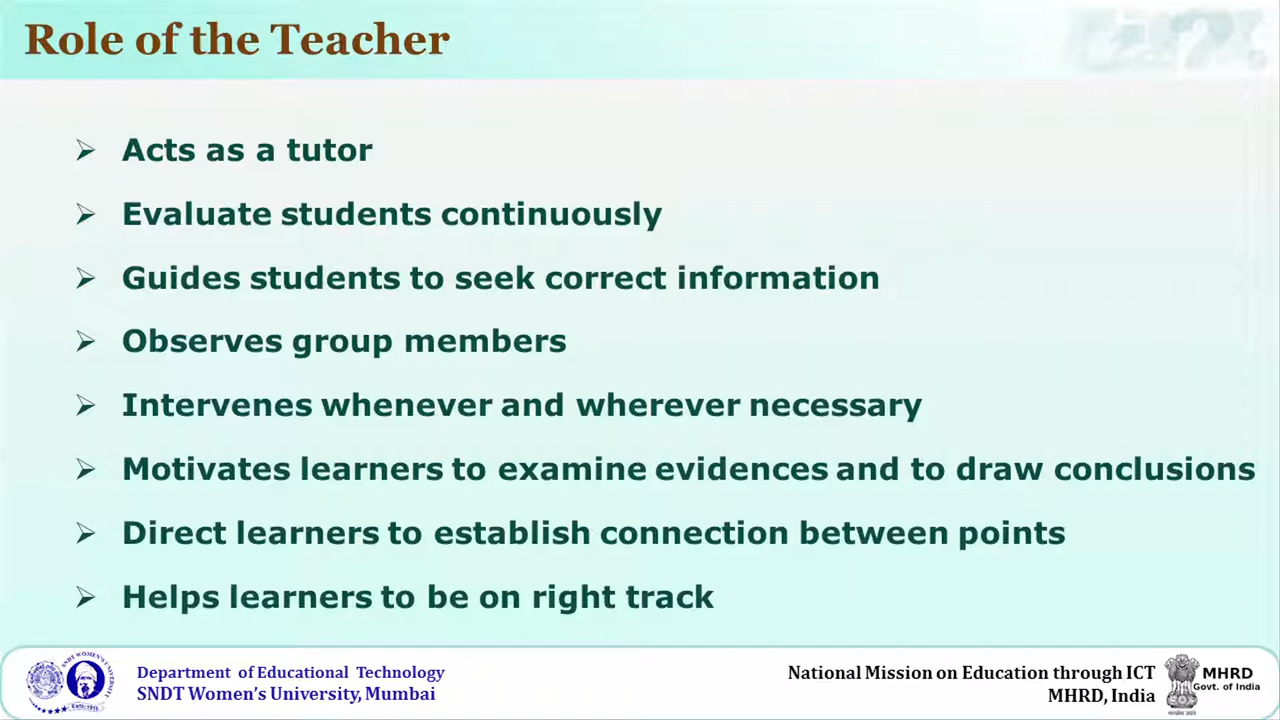 Role of the Teacher
Acts as a tutor
Evaluate students continuously
Guides students to seek correct information
Observes group members
Intervenes whenever and wherever necessary
Motivates learners to examine evidences and to draw conclusions
Direct learners to establish connection between points
Helps learners to be on right track
SNDT WOMEN'S UNIVERSITY
Department of Educational Technology
SNDT Women's University, Mumbai
National Mission on Education through ICT
MHRD, India
MHRD
Govt. of India